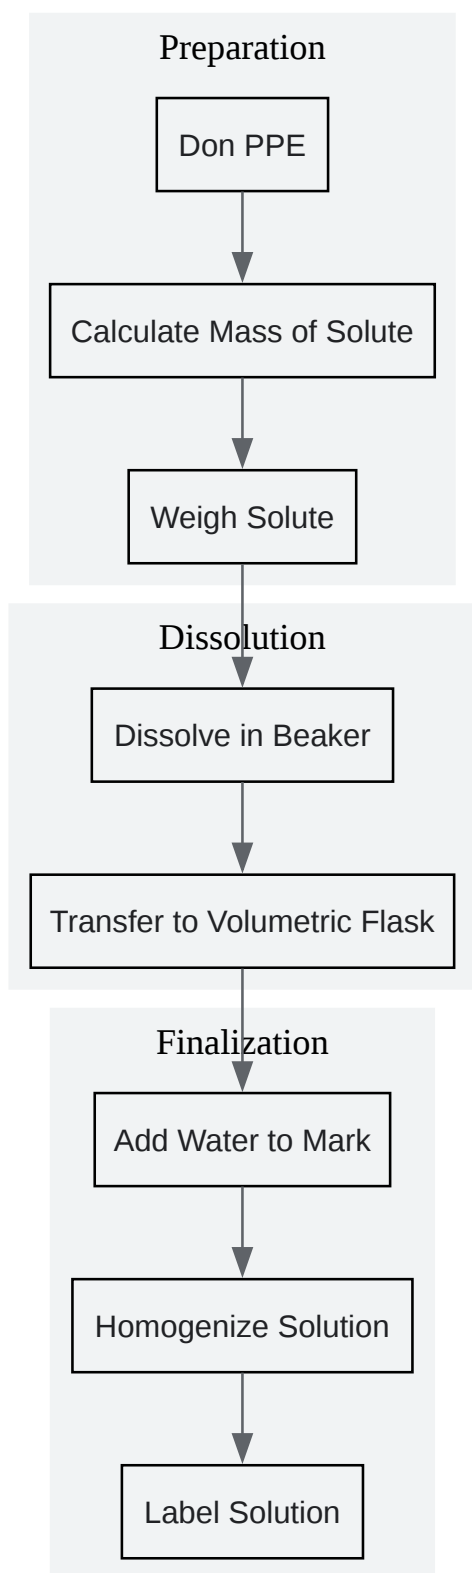 Preparation
Don PPE
Calculate Mass of Solute
Weigh Solute
Dissolution
Dissolve in Beaker
Transfer to Volumetric Flask
Finalization
Add Water to Mark
Homogenize Solution
Label Solution